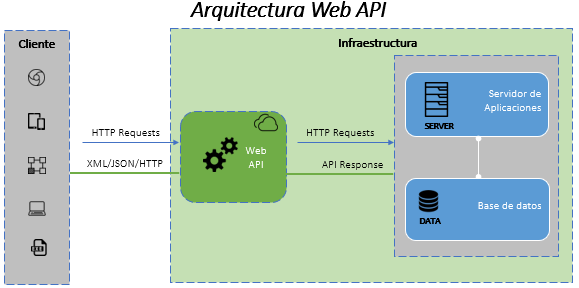 Arquitectura Web API
Cliente
Infraestructura
HTTP Requests
XML/JSON/HTTP
Web
API
HTTP Requests
API Response
Servidor de
Aplicaciones
SERVER
Base de datos
DATA